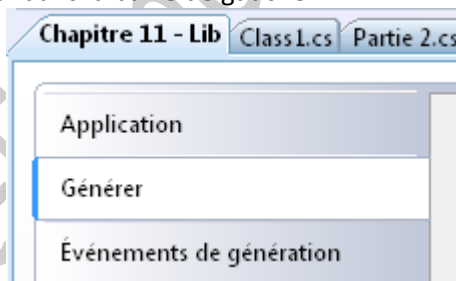 Chapitre 11 - Lib Class1.cs Partie 2.cs
Application
Générer
Événements de génération